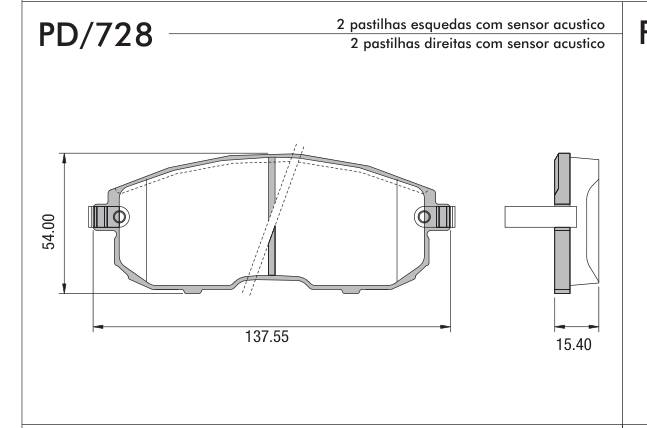 PD/728
2 pastilhas esquedas com sensor acustico
2 pastilhas direitas com sensor acustico
54.00
137.55
15.40